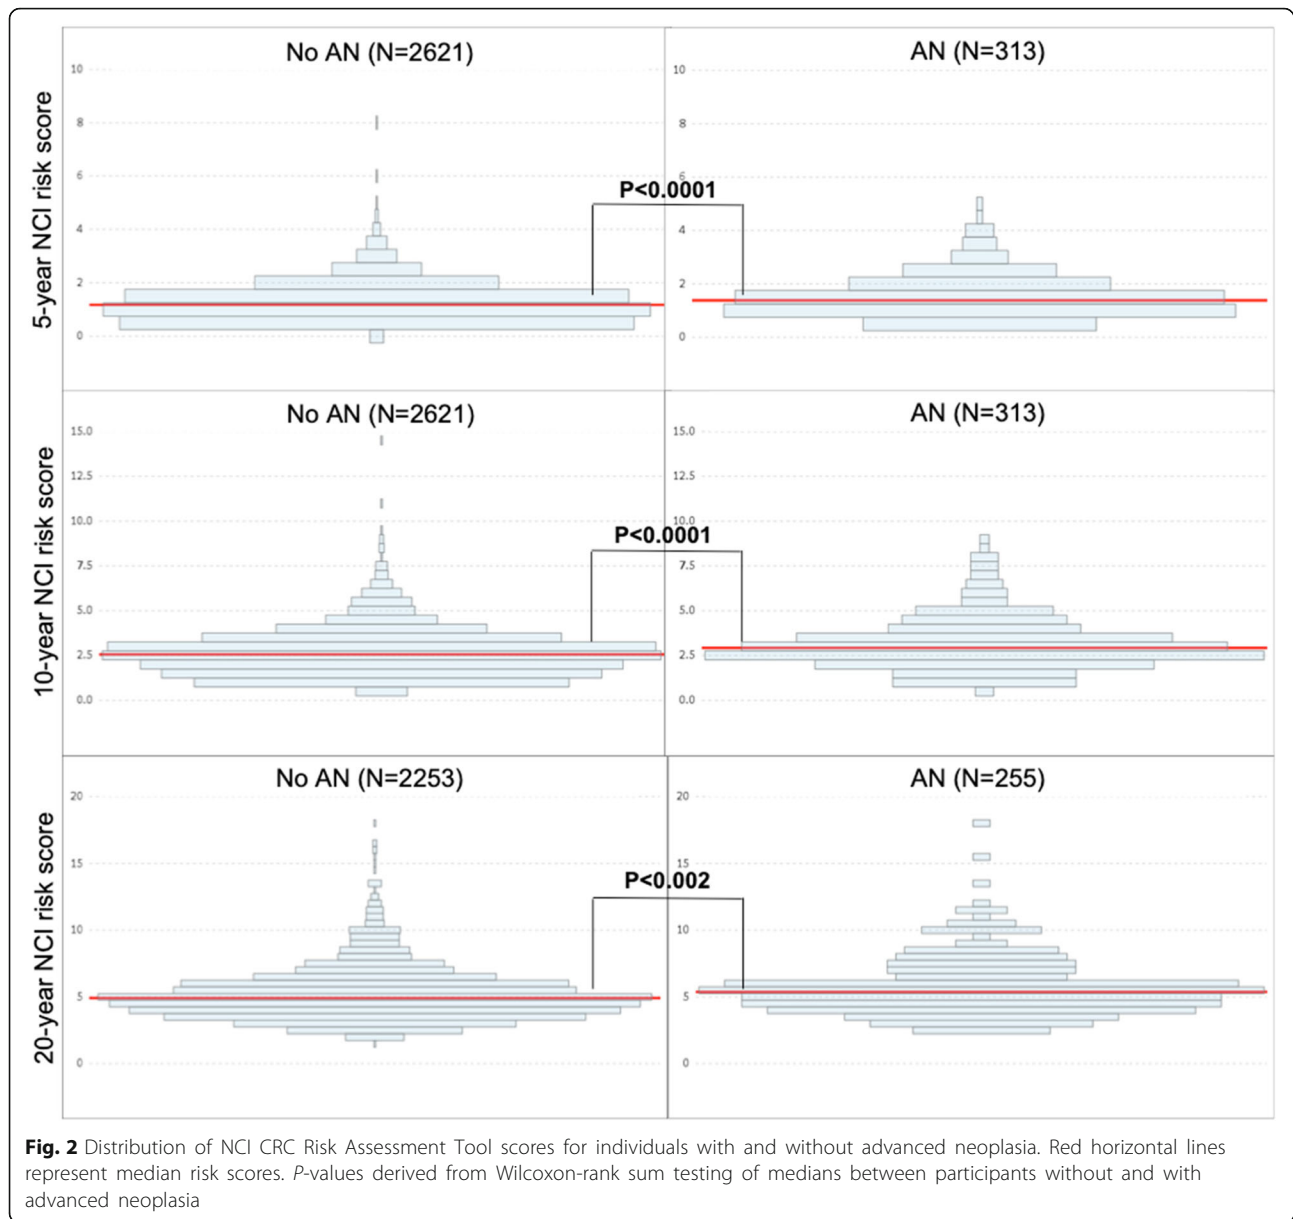 No AN (N=2621)
AN (N=313)
5-year NCI risk score
10
8
6
4
2
0
10
8
6
4
2
0
P<0.0001
No AN (N=2621)
AN (N=313)
10-year NCI risk score
15.0
12.5
10.0
7.5
5.0
2.5
0.0
15.0
12.5
10.0
7.5
5.0
2.5
0.0
P<0.0001
No AN (N=2253)
AN (N=255)
20-year NCI risk score
20
15
10
5
0
20
15
10
5
0
P<0.002
Fig. 2 Distribution of NCI CRC Risk Assessment Tool scores for individuals with and without advanced neoplasia. Red horizontal lines
represent median risk scores. P-values derived from Wilcoxon-rank sum testing of medians between participants without and with
advanced neoplasia